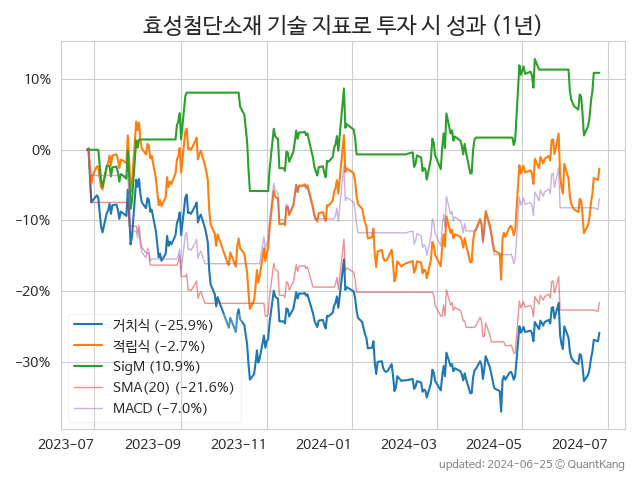 효성첨단소재 기술 지표로 투자 시 성과 (1년)
10%
0%
−10%
−20%
−30%
거치식 (−25.9%)
적립식 (−2.7%)
SigM (10.9%)
SMA(20) (−21.6%)
MACD (−7.0%)
2023-07 2023-09 2023-11 2024-01 2024-03 2024-05 2024-07
updated: 2024-06-25 © QuantKang